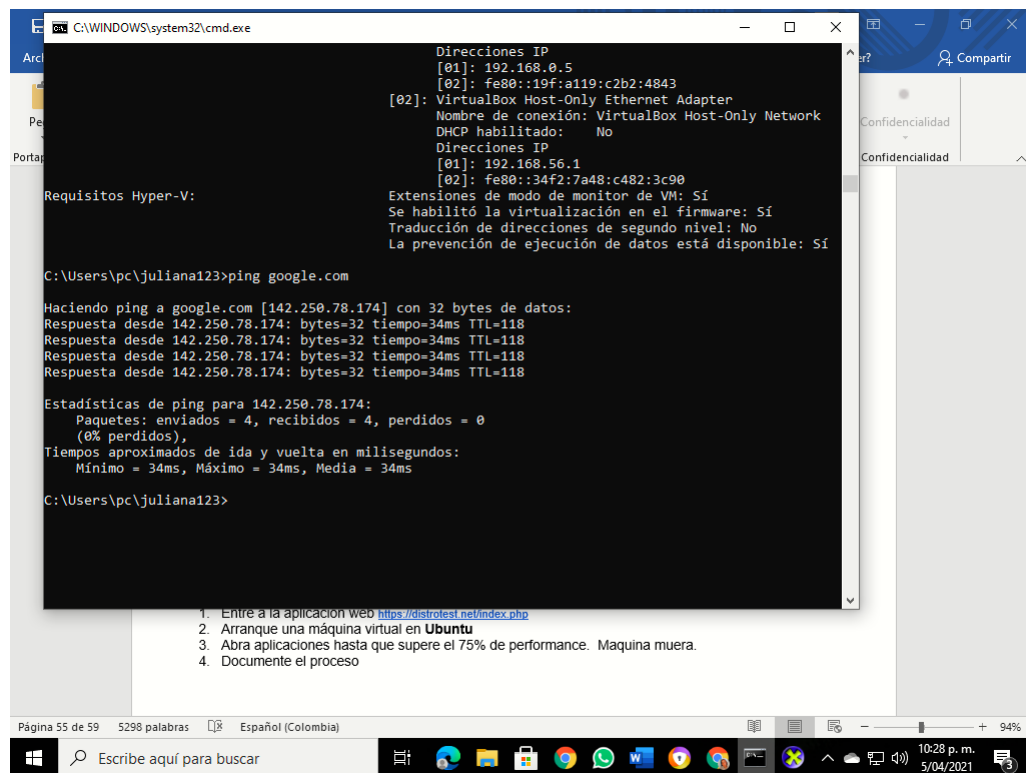 C:\WINDOWS\system32\cmd.exe
Compartir
Confidencialidad
Confidencialidad
Direcciones IP
[01]: 192.168.0.5
[02]: fe80::19f:a119:c2b2:4843
[02]: VirtualBox Host-Only Ethernet Adapter
Nombre de conexión: VirtualBox Host-Only Network
DHCP habilitado:    No
Direcciones IP
[01]: 192.168.56.1
[02]: fe80::34f2:7a48:c482:3c90
Requisitos Hyper-V: Extensiones de modo de monitor de VM: Sí
Se habilitó la virtualización en el firmware: Sí
Traducción de direcciones de segundo nivel: No
La prevención de ejecución de datos está disponible: Sí
C:\Users\pc\juliana123>ping google.com
Haciendo ping a google.com [142.250.78.174] con 32 bytes de datos:
Respuesta desde 142.250.78.174: bytes=32 tiempo=34ms TTL=118
Respuesta desde 142.250.78.174: bytes=32 tiempo=34ms TTL=118
Respuesta desde 142.250.78.174: bytes=32 tiempo=34ms TTL=118
Respuesta desde 142.250.78.174: bytes=32 tiempo=34ms TTL=118
Estadísticas de ping para 142.250.78.174:
Paquetes: enviados = 4, recibidos = 4, perdidos = 0
(0% perdidos),
Tiempos aproximados de ida y vuelta en milisegundos:
Mínimo = 34ms, Máximo = 34ms, Media = 34ms
C:\Users\pc\juliana123>
1. Entre a la aplicación web https://distrotest.net/index.php
2. Arranque una máquina virtual en Ubuntu
3. Abra aplicaciones hasta que supere el 75% de performance.  Maquina muera.
4. Documente el proceso
Página 55 de 59 5298 palabras Español (Colombia) 94%
Escribe aquí para buscar
10:28 p. m.
5/04/2021
3